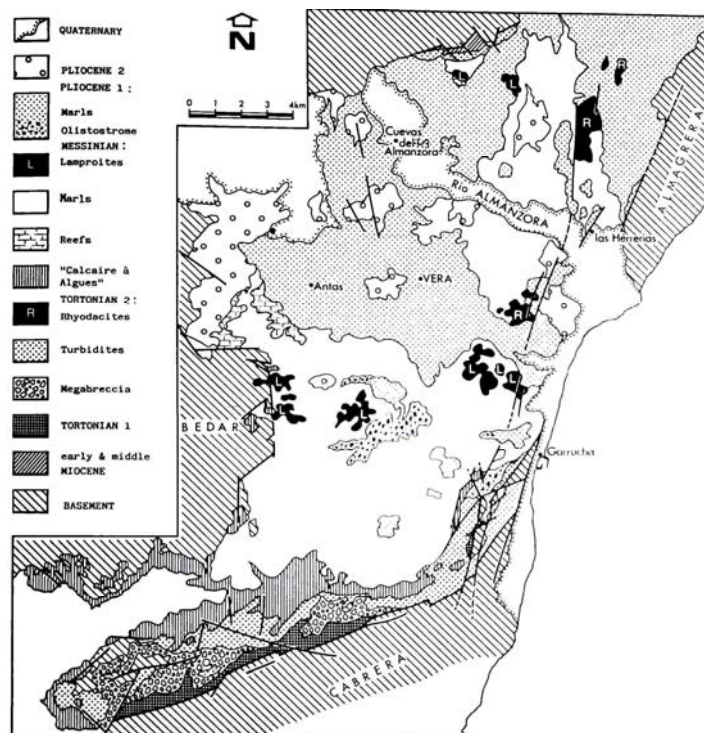 QUATERNARY
PLIOCENE 2
PLIOCENE 1 :
Marls
Olistostrome
MESSINIAN :
L
Lamproites
Marls
Reefs
"Calcaire à
Algues"
TORTONIAN 2 :
R
Rhyodacites
Turbidites
Megabreccia
TORTONIAN 1
early & middle
MIOCENE
BASEMENT
N
0 1 2 3 4km
L
L
R
R
Cuevas
del
Almanzora
Río ALMANZORA
ALMAGRERA
las Herrerias
Antas
VERA
R
L
L
L
L
L
L
BEDAR
Garrucha
CABRERA